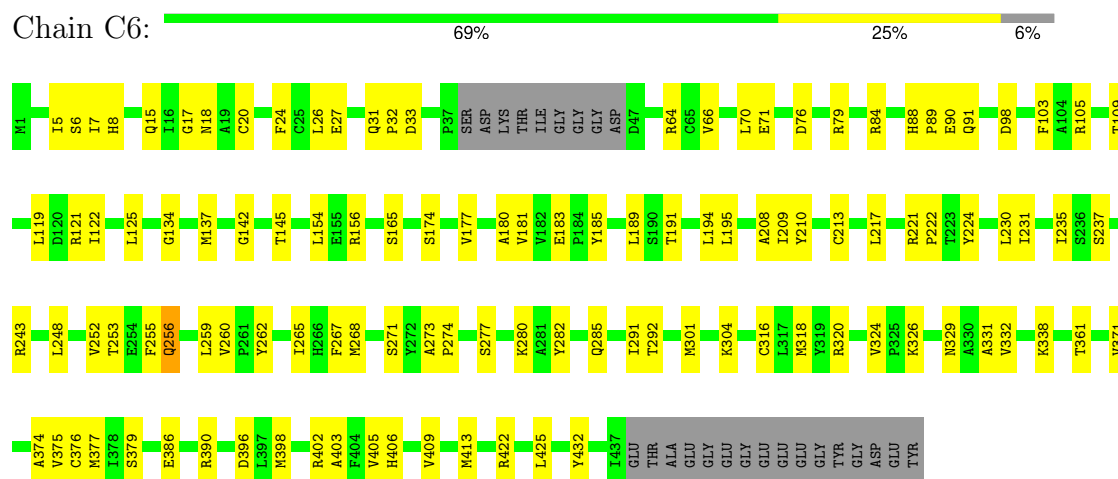 Chain C6:
69% 25% 6%
M1 I5 S6 I7 H8 Q15 I16 G17 N18 A19 C20 F24 C25 L26 E27 Q31 P32 D33 P37 SER ASP LYS THR ILE GLY GLY GLY ASP D47 R64 C65 V66 L70 E71 D76 R79 R84 H88 P89 E90 Q91 D98 F103 A104 R105 T109
L119 D120 R121 I122 L125 G134 M137 G142 T145 L154 E155 R156 S165 S174 V177 A180 V181 V182 E183 P184 Y185 L189 S190 T191 L194 L195 A208 I209 Y210 C213 L217 R221 P222 T223 Y224 L230 I231 I235 S236 S237
R243 L248 V252 T253 E254 F255 Q256 L259 V260 P261 Y262 I265 H266 F267 M268 S271 Y272 A273 P274 S277 K280 A281 Y282 Q285 I291 T292 M301 K304 C316 L317 M318 Y319 R320 V324 P325 K326 N329 A330 A331 V332 K338 T361
A374 V375 C376 M377 I378 S379 E386 R390 D396 L397 M398 R402 A403 F404 V405 H406 V409 M413 R422 L425 Y432 I437 GLU THR ALA GLU GLY GLU GLY GLU GLU GLU GLY TYR GLY ASP GLU TYR